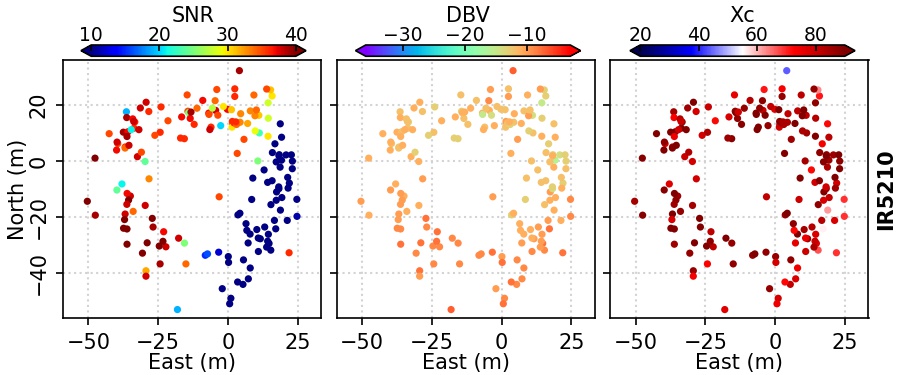 SNR DBV Xc
10 20 30 40 −30 −20 −10 20 40 60 80
North (m)
20
0
−20
−40
IR5210
−50 −25 0 25 −50 −25 0 25 −50 −25 0 25
East (m) East (m) East (m)